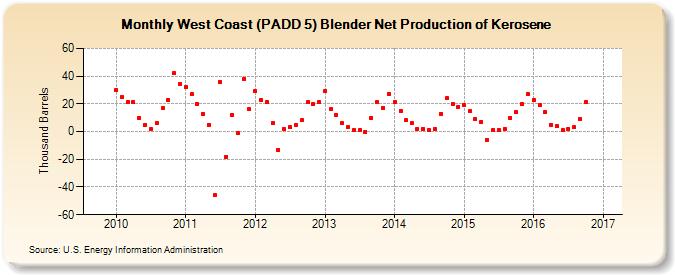 Monthly West Coast (PADD 5) Blender Net Production of Kerosene
Thousand Barrels
60
40
20
0
-20
-40
-60
2010 2011 2012 2013 2014 2015 2016 2017
Source: U.S. Energy Information Administration